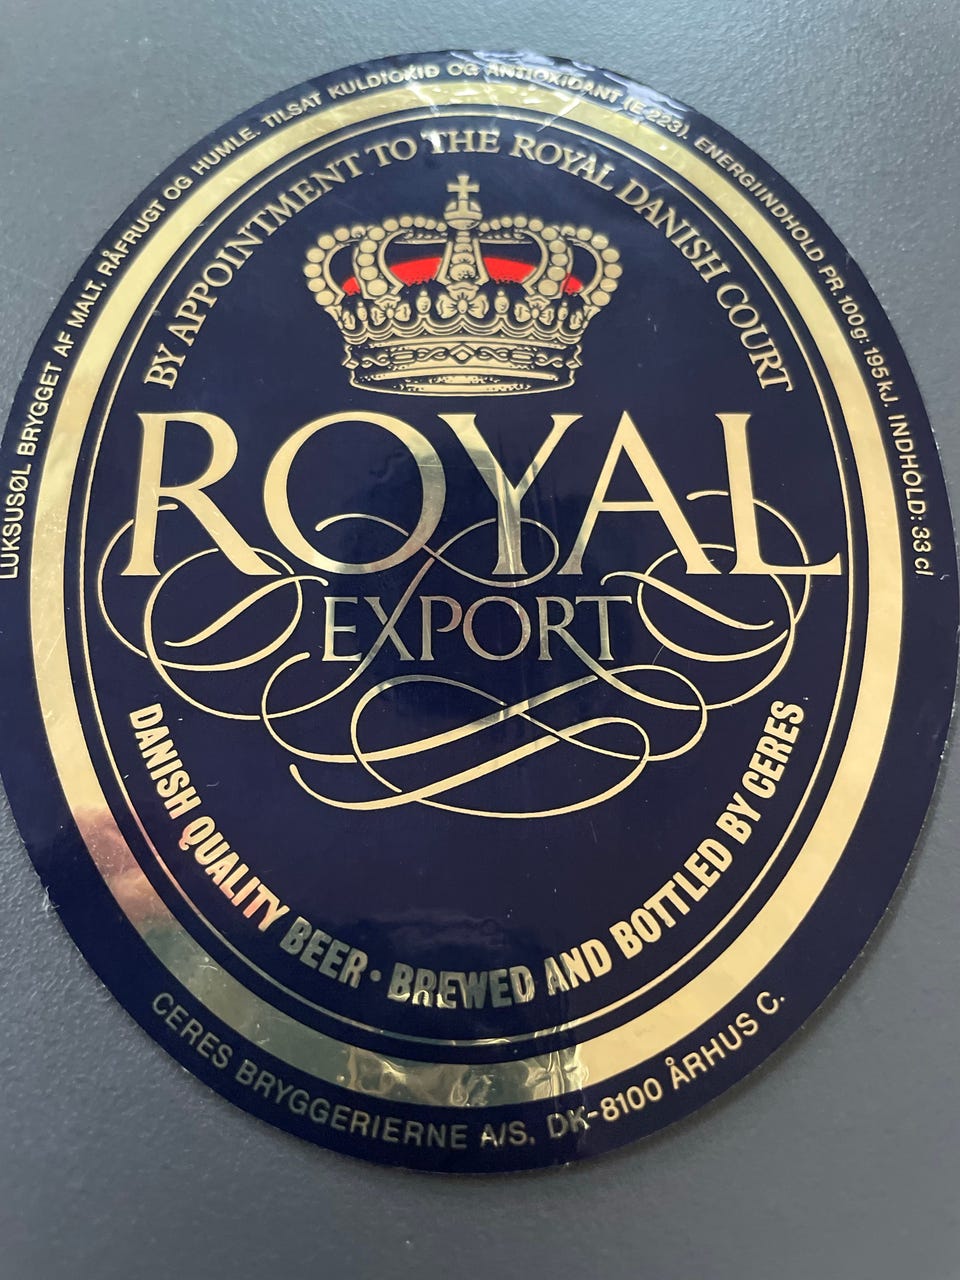 LUKSUSØL BRYGGET AF MALT, RÅFRUGT OG HUMLE. TILSAT KULDIOXID OG ANTIOXIDANT (E 223). ENERGIINDHOLD PR. 100g: 195 kJ. INDHOLD: 33 cl
BY APPOINTMENT TO THE ROYAL DANISH COURT
ROYAL
EXPORT
DANISH QUALITY BEER · BREWED AND BOTTLED BY CERES
CERES BRYGGERIERNE A/S. DK-8100 ÅRHUS C.